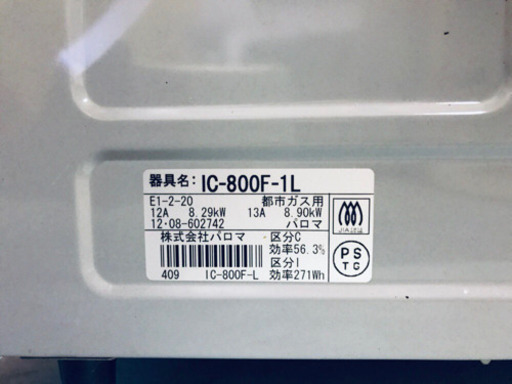 器具名: IC-800F-1L
E1-2-20 都市ガス用
12A 8.29kW 13A 8.90kW
12・08-602742 パロマ
株式会社パロマ 区分C
効率56.3%
区分I
409 IC-800F-L 効率271Wh
PS
TG